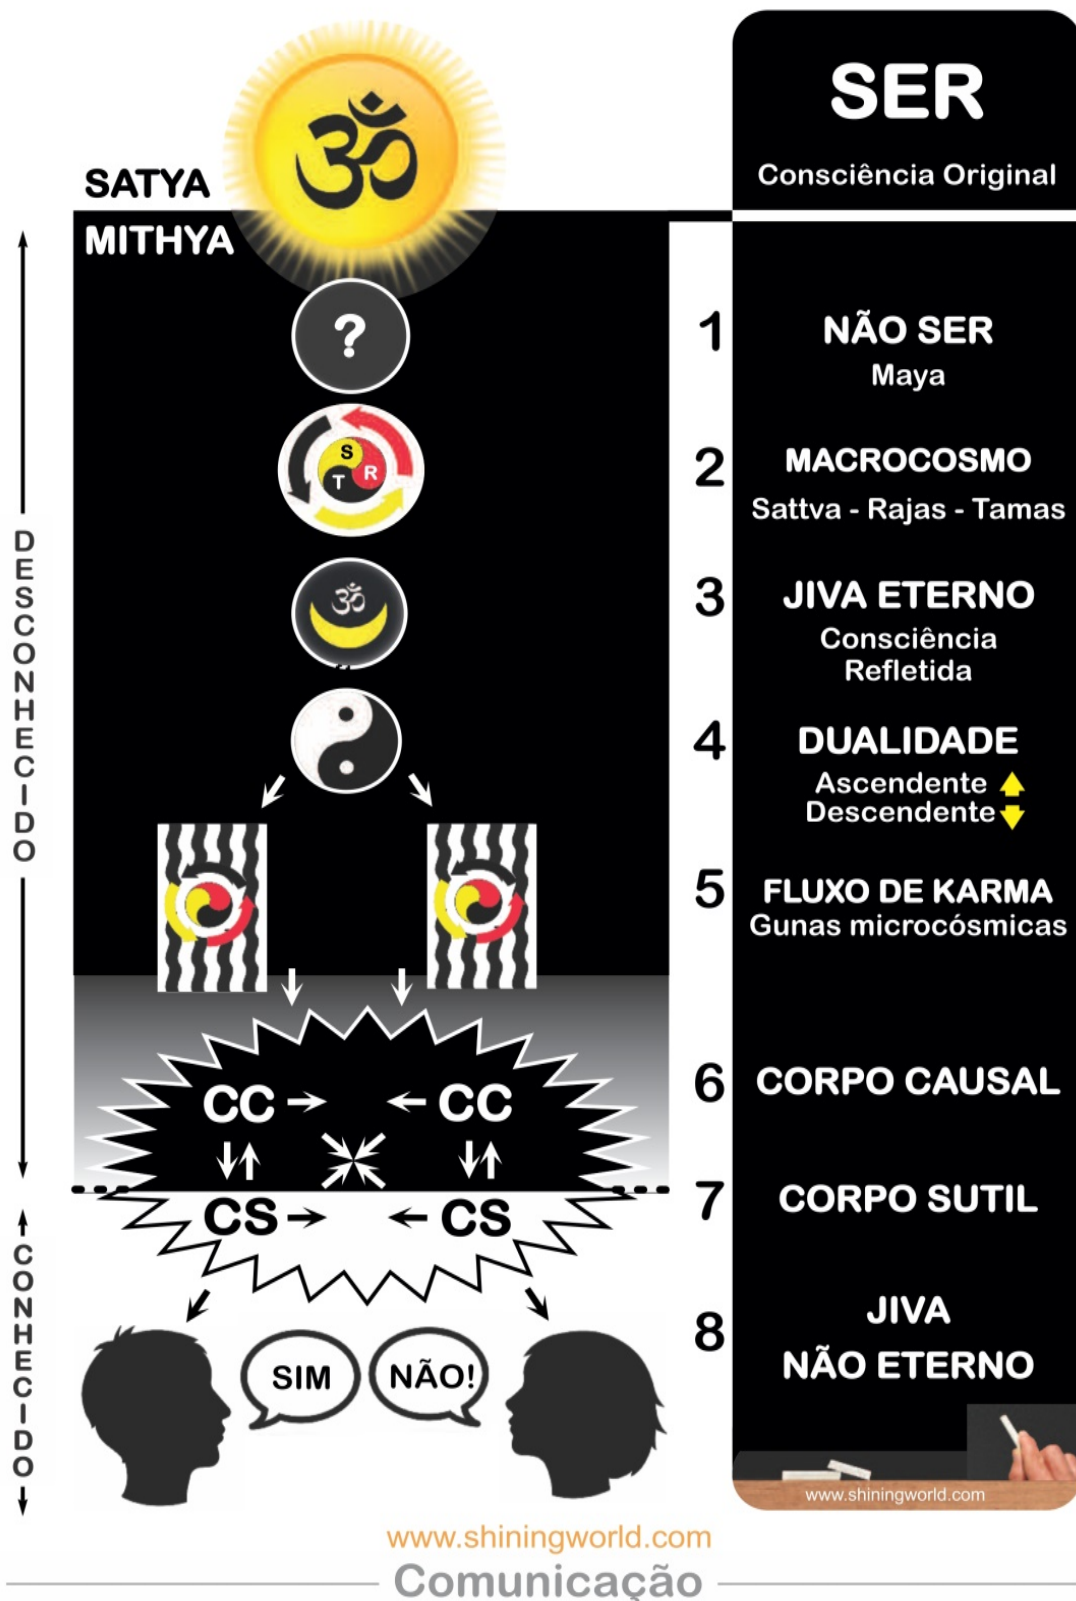 SER
Consciência Original
SATYA
MITHYA
ॐ
?
1
NÃO SER
Maya
S
R
T
2
MACROCOSMO
Sattva - Rajas - Tamas
ॐ
3
JIVA ETERNO
Consciência
Refletida
4
DUALIDADE
Ascendente
Descendente
DESCONHECIDO
5
FLUXO DE KARMA
Gunas microcósmicas
CC
CC
6
CORPO CAUSAL
CS
CS
7
CORPO SUTIL
CONHECIDO
SIM
NÃO!
8
JIVA
NÃO ETERNO
www.shiningworld.com
www.shiningworld.com
Comunicação